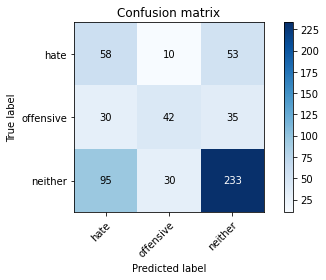 Confusion matrix
hate 58 10 53
offensive 30 42 35
neither 95 30 233
hate offensive neither
True label
Predicted label
225
200
175
150
125
100
75
50
25